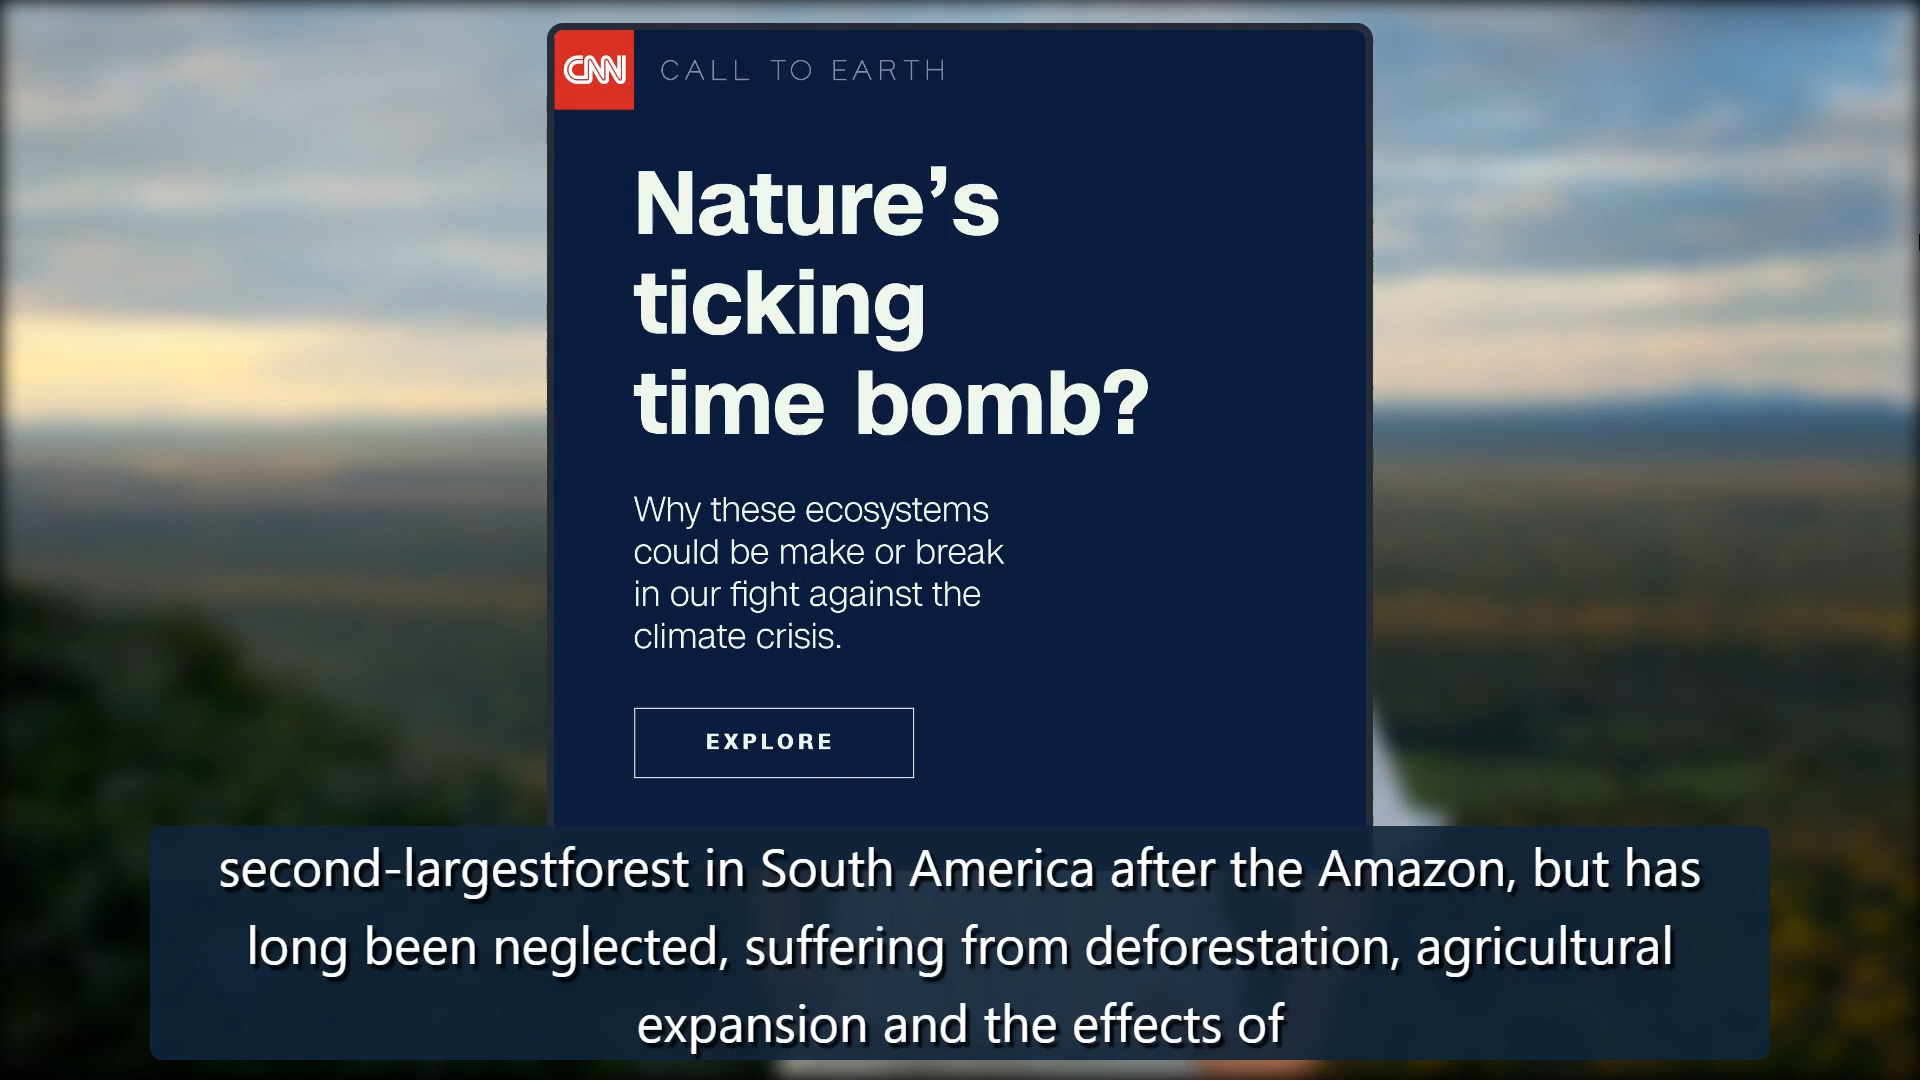 CNN CALL TO EARTH
Nature’s
ticking
time bomb?
Why these ecosystems
could be make or break
in our fight against the
climate crisis.
EXPLORE
second-largestforest in South America after the Amazon, but has
long been neglected, suffering from deforestation, agricultural
expansion and the effects of